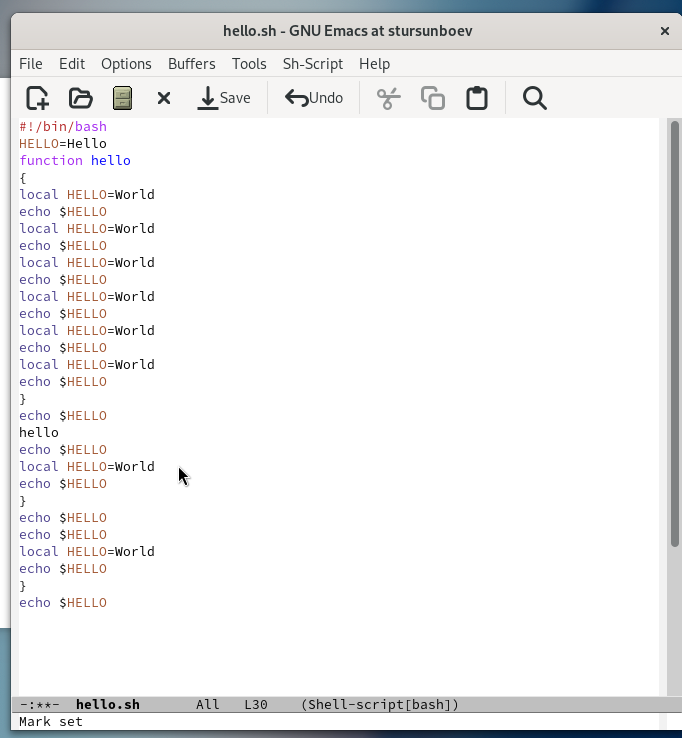 hello.sh - GNU Emacs at stursunboev
File Edit Options Buffers Tools Sh-Script Help
Save Undo
#!/bin/bash
HELLO=Hello
function hello
{
local HELLO=World
echo $HELLO
local HELLO=World
echo $HELLO
local HELLO=World
echo $HELLO
local HELLO=World
echo $HELLO
local HELLO=World
echo $HELLO
local HELLO=World
echo $HELLO
}
echo $HELLO
hello
echo $HELLO
local HELLO=World
echo $HELLO
}
echo $HELLO
echo $HELLO
local HELLO=World
echo $HELLO
}
echo $HELLO
-:**- hello.sh All L30 (Shell-script[bash])
Mark set